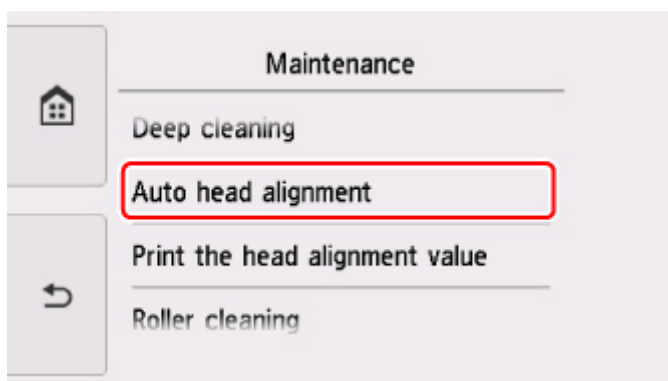 Maintenance
Deep cleaning
Auto head alignment
Print the head alignment value
Roller cleaning